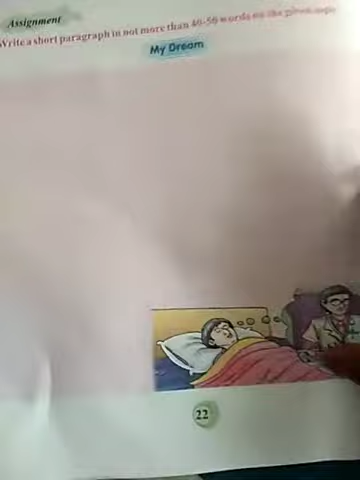 Assignment
Write a short paragraph in not more than 40-50 words on the given topic
My Dream
22